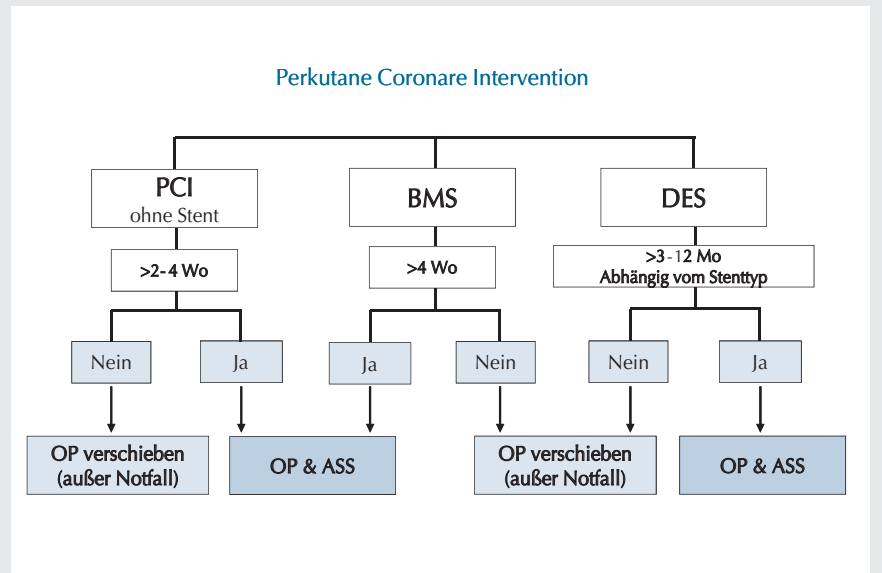 Perkutane Coronare Intervention
PCI
ohne Stent
BMS
DES
>2-4 Wo
>4 Wo
>3-12 Mo
Abhängig vom Stenttyp
Nein
Ja
Ja
Nein
Nein
Ja
OP verschieben
(außer Notfall)
OP & ASS
OP verschieben
(außer Notfall)
OP & ASS